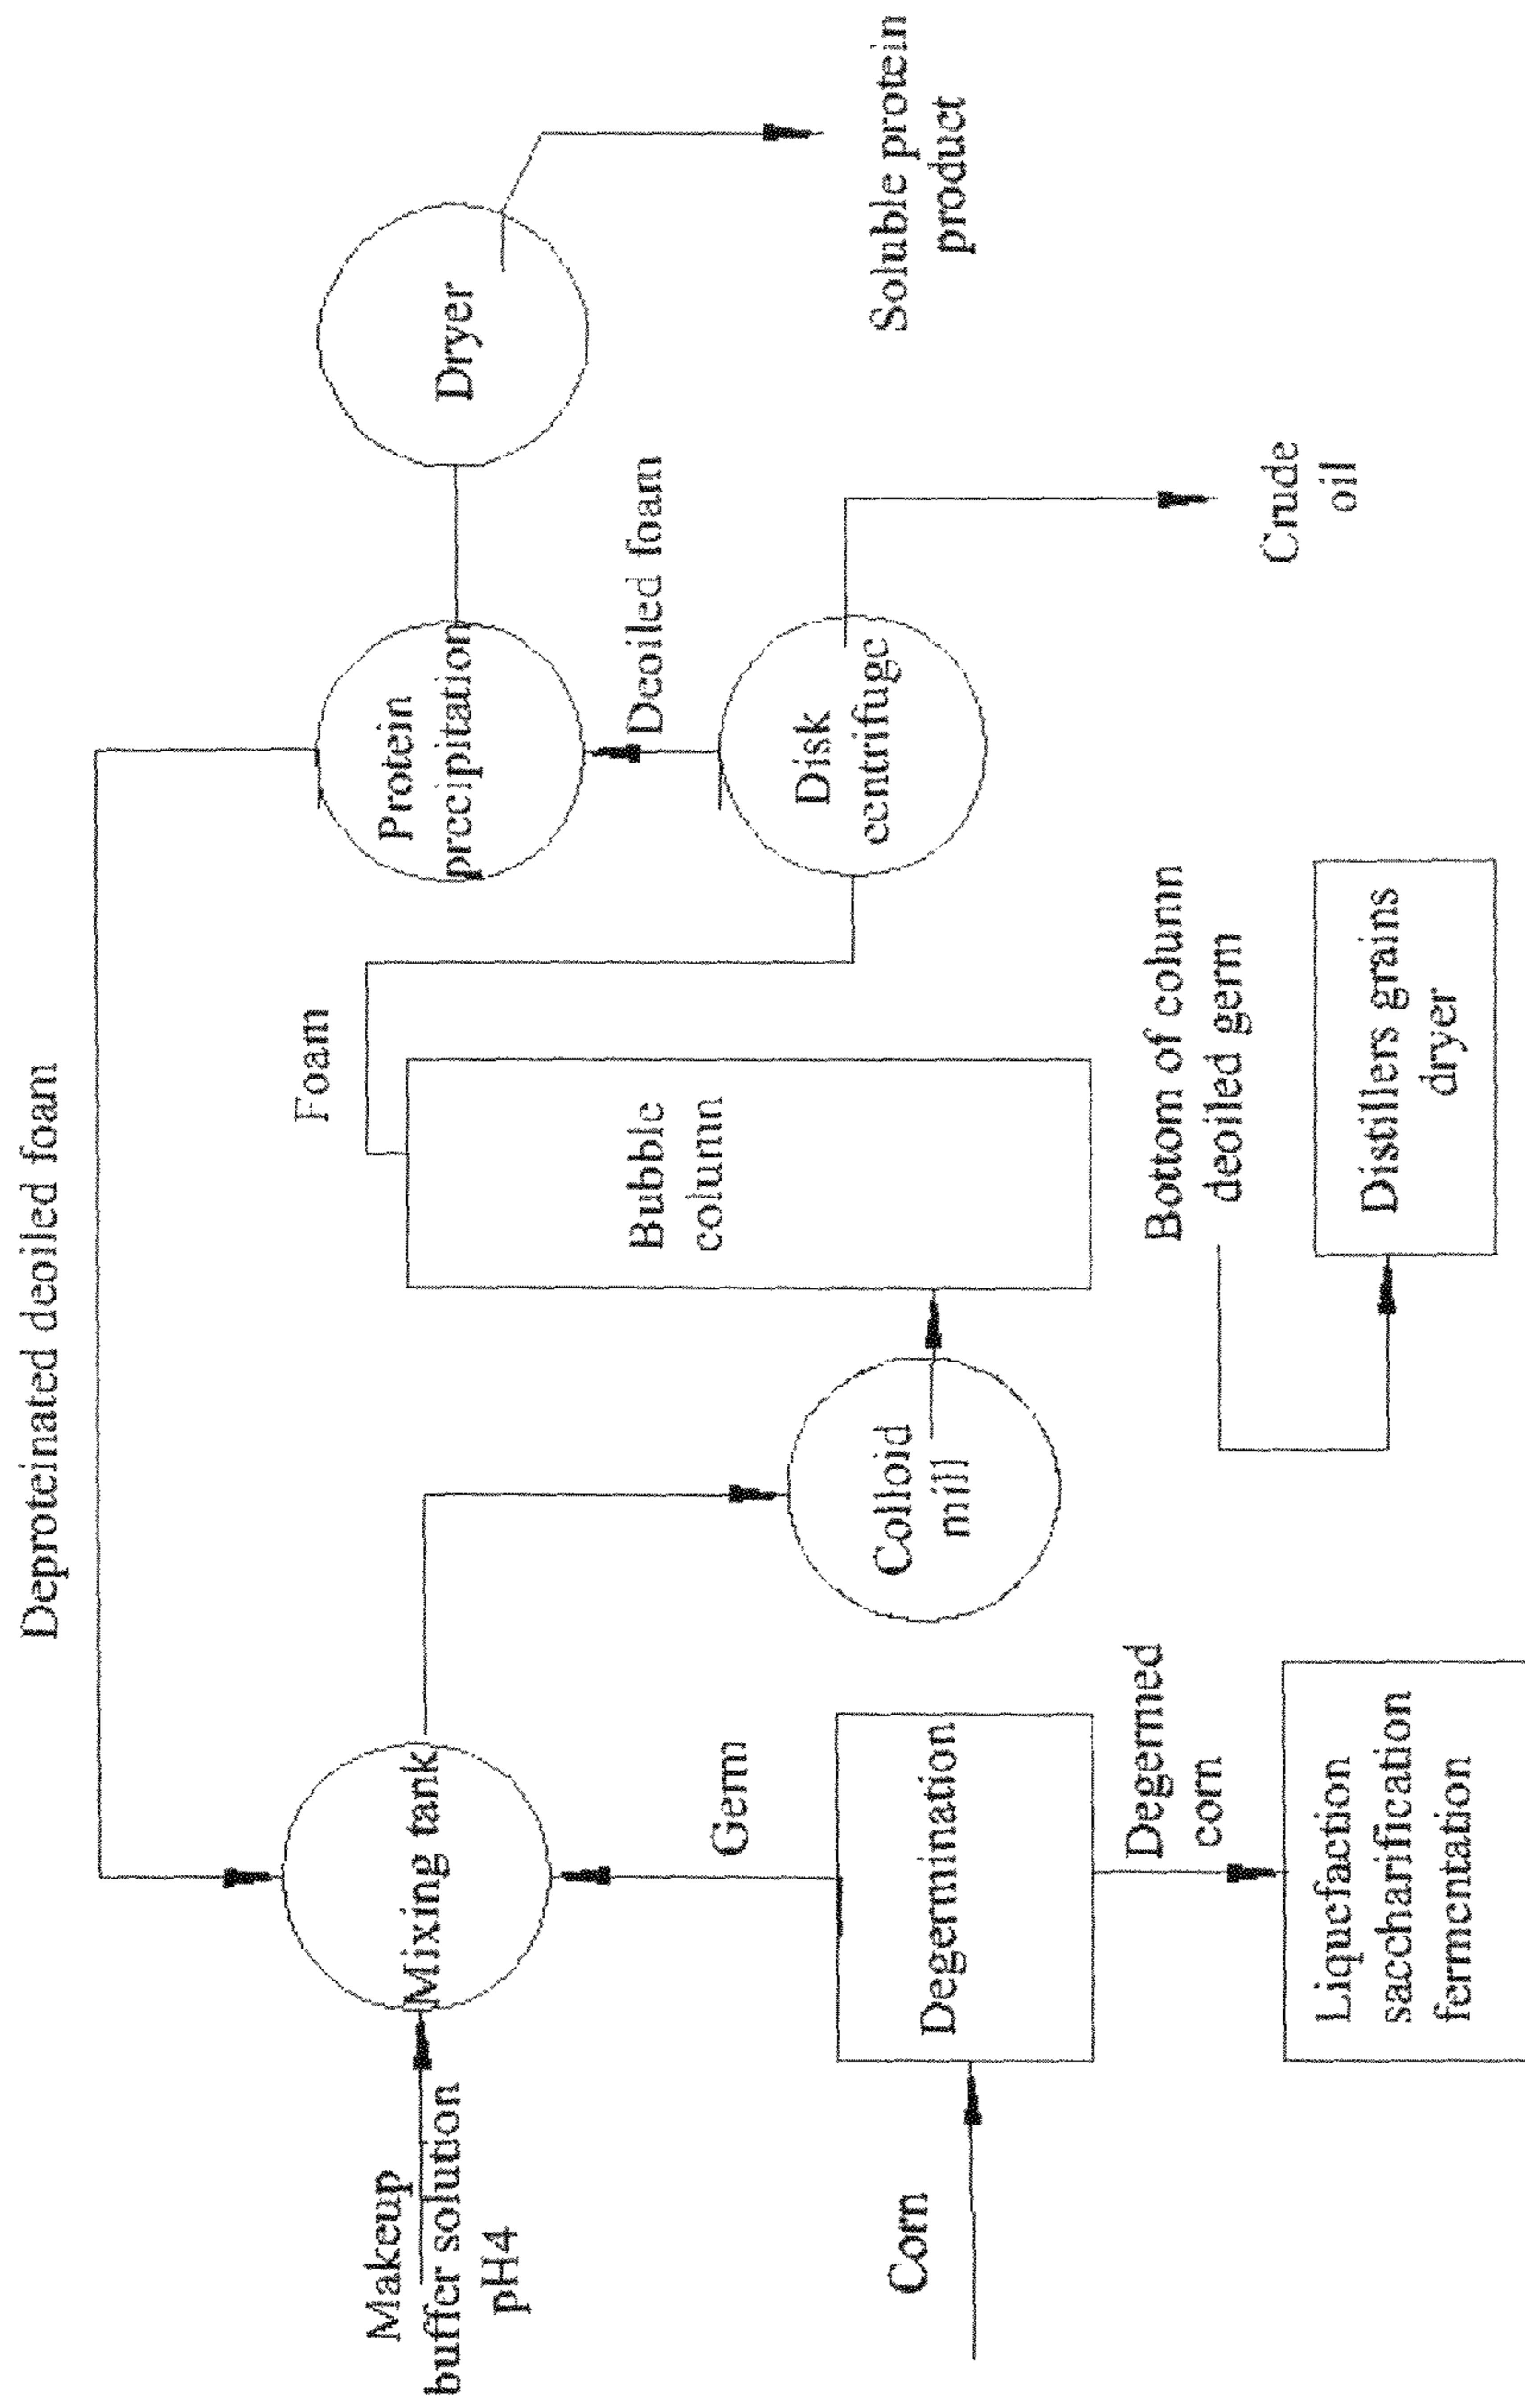 Deproteinated deoiled foam
Makeup
buffer solution
pH4
Mixing tank
Foam
Protein
precipitation
Dryer
Germ
Deoiled foam
Bubble
column
Corn
Degermination
Colloid
mill
Disk
centrifuge
Soluble protein
product
Degermed
corn
Bottom of column
deoiled germ
Crude
oil
Liquefaction
saccharification
fermentation
Distillers grains
dryer